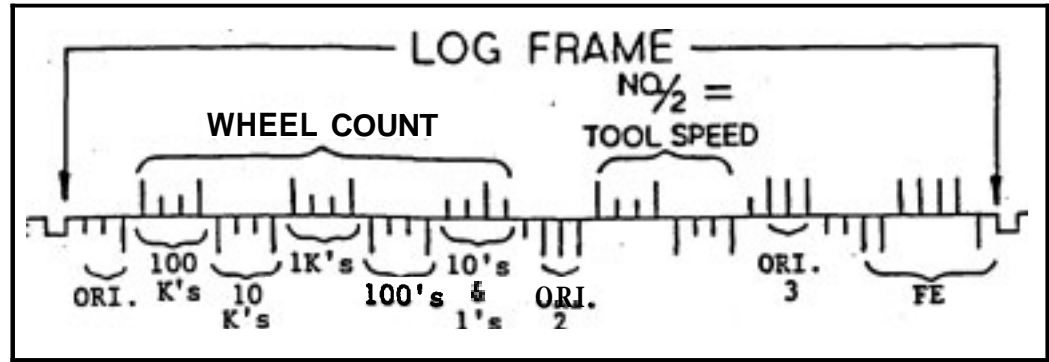 LOG FRAME
NO/2 =
WHEEL COUNT
TOOL SPEED
ORI.
100
K's
10
K's
1K's
100's
10's
&
1's
ORI.
2
ORI.
3
FE